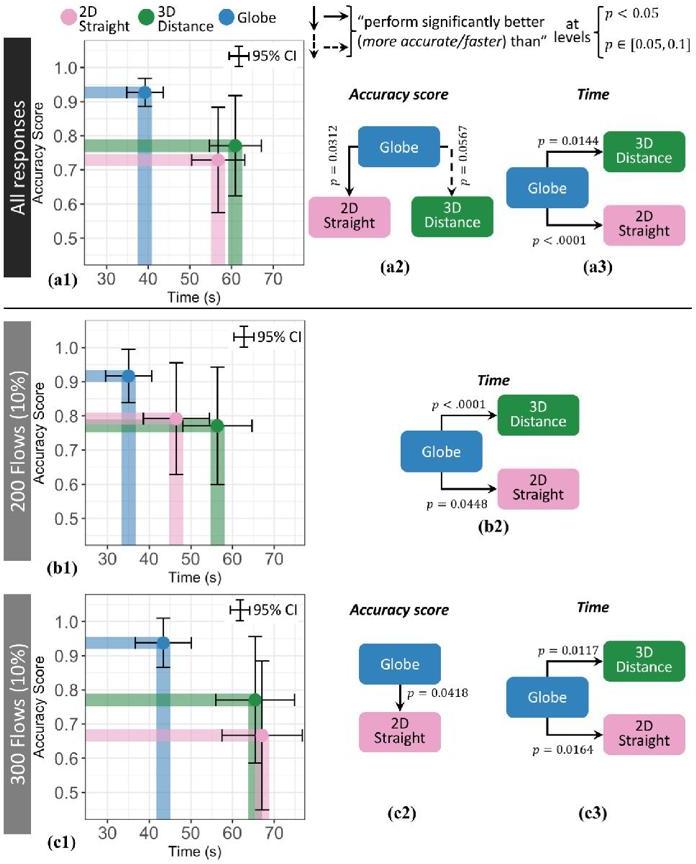 2D Straight
3D Distance
Globe
"perform significantly better
(more accurate/faster) than"
at levels
p < 0.05
p ∈ [0.05, 0.1]
All responses
Accuracy Score
95% CI
1.0
0.9
0.8
0.7
0.6
0.5
30 40 50 60 70
Time (s)
(a1)
Accuracy score
Globe
p = 0.0312
p = 0.0567
2D Straight
3D Distance
(a2)
Time
p = 0.0144
3D Distance
Globe
2D Straight
p < .0001
(a3)
200 Flows (10%)
Accuracy Score
95% CI
1.0
0.9
0.8
0.7
0.6
0.5
30 40 50 60 70
Time (s)
(b1)
Time
p < .0001
3D Distance
Globe
2D Straight
p = 0.0448
(b2)
300 Flows (10%)
Accuracy Score
95% CI
1.0
0.9
0.8
0.7
0.6
0.5
30 40 50 60 70
Time (s)
(c1)
Accuracy score
Globe
p = 0.0418
2D Straight
(c2)
Time
p = 0.0117
3D Distance
Globe
2D Straight
p = 0.0164
(c3)